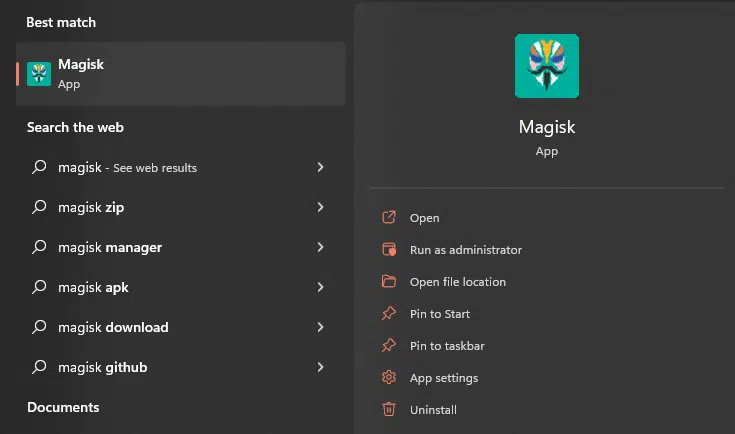 Best match
Magisk
App
Search the web
magisk - See web results
magisk zip
magisk manager
magisk apk
magisk download
magisk github
Documents
Magisk
App
Open
Run as administrator
Open file location
Pin to Start
Pin to taskbar
App settings
Uninstall